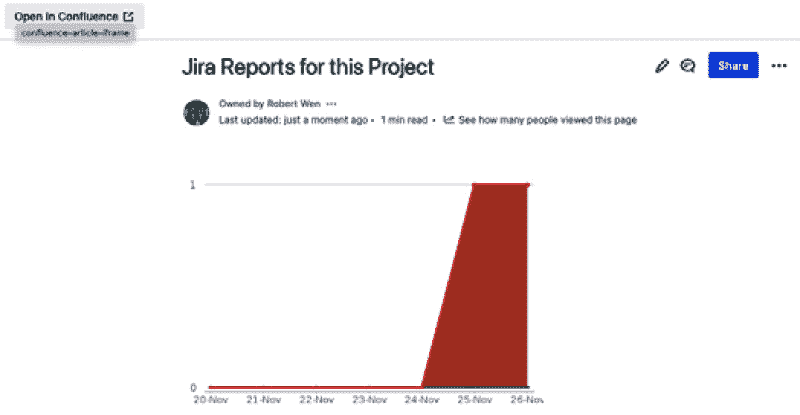 Open in Confluence
confluence-article-iframe
Jira Reports for this Project
Share
Owned by Robert Wen
Last updated: just a moment ago • 1 min read • See how many people viewed this page
1
0
20-Nov 21-Nov 22-Nov 23-Nov 24-Nov 25-Nov 26-Nov